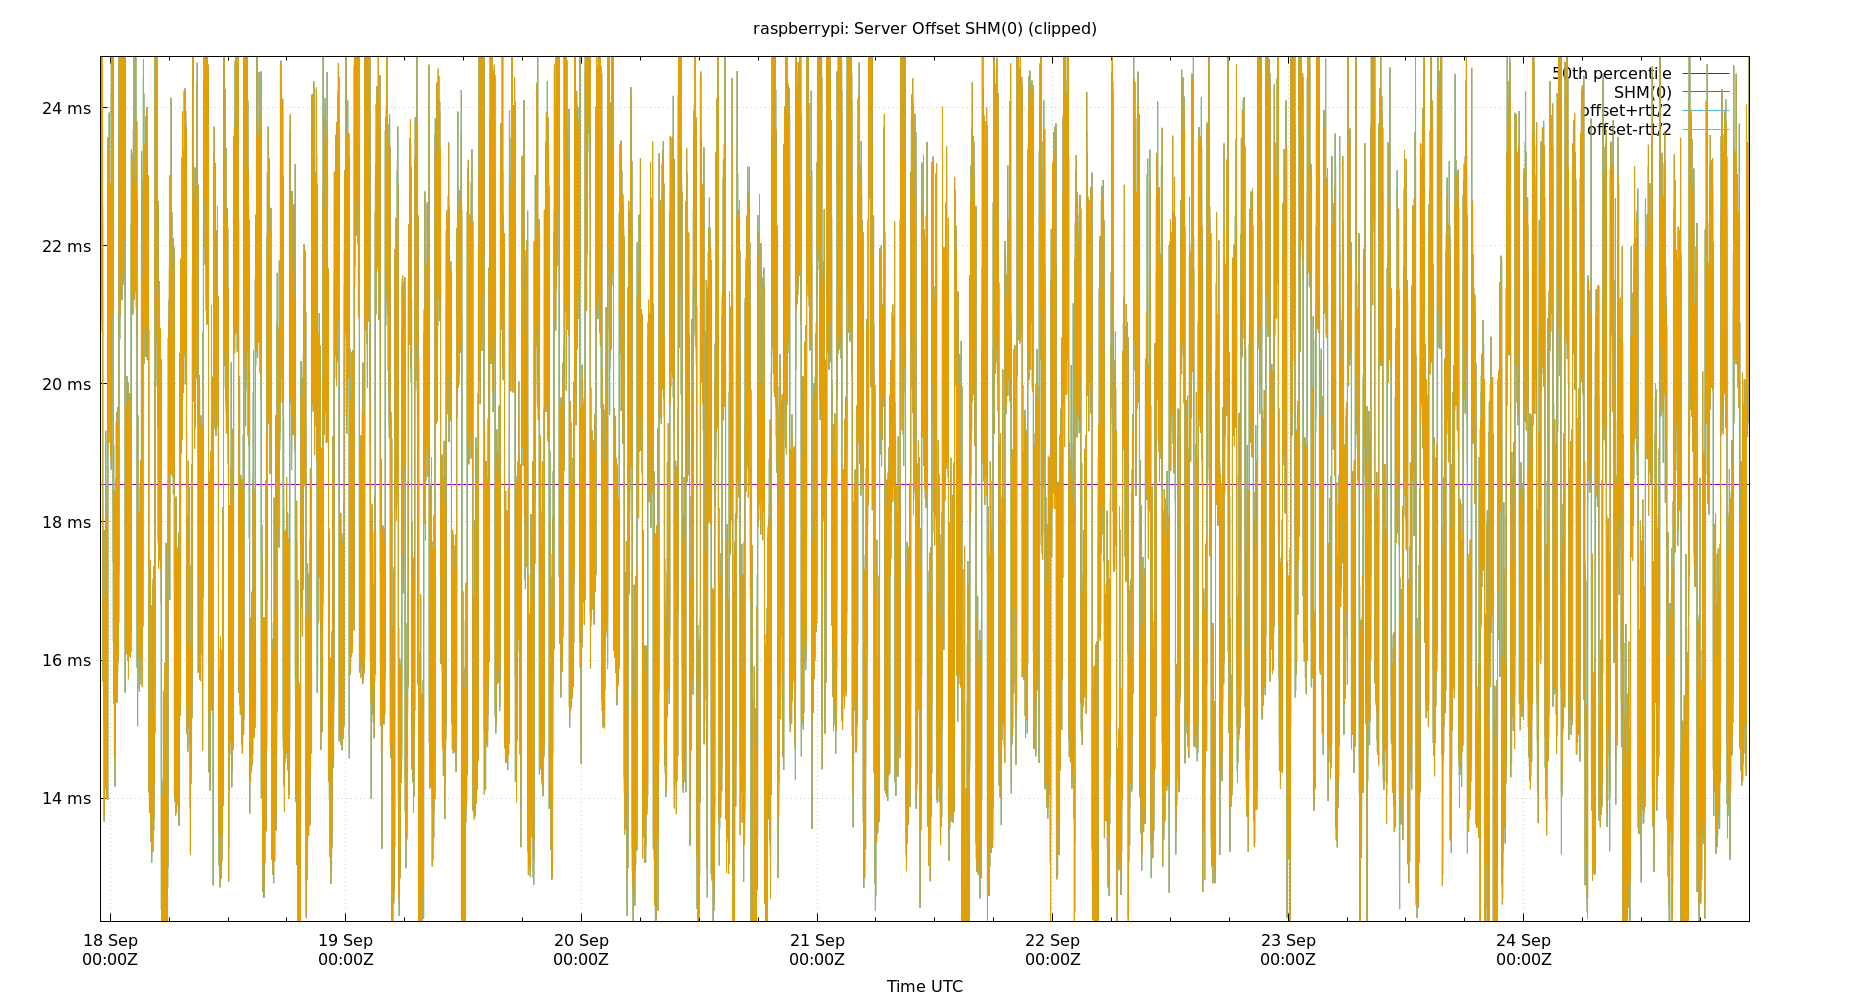 raspberrypi: Server Offset SHM(0) (clipped)
50th percentile
SHM(0)
offset+rtt/2
offset-rtt/2
24 ms
22 ms
20 ms
18 ms
16 ms
14 ms
18 Sep 19 Sep 20 Sep 21 Sep 22 Sep 23 Sep 24 Sep
00:00Z 00:00Z 00:00Z 00:00Z 00:00Z 00:00Z 00:00Z
Time UTC